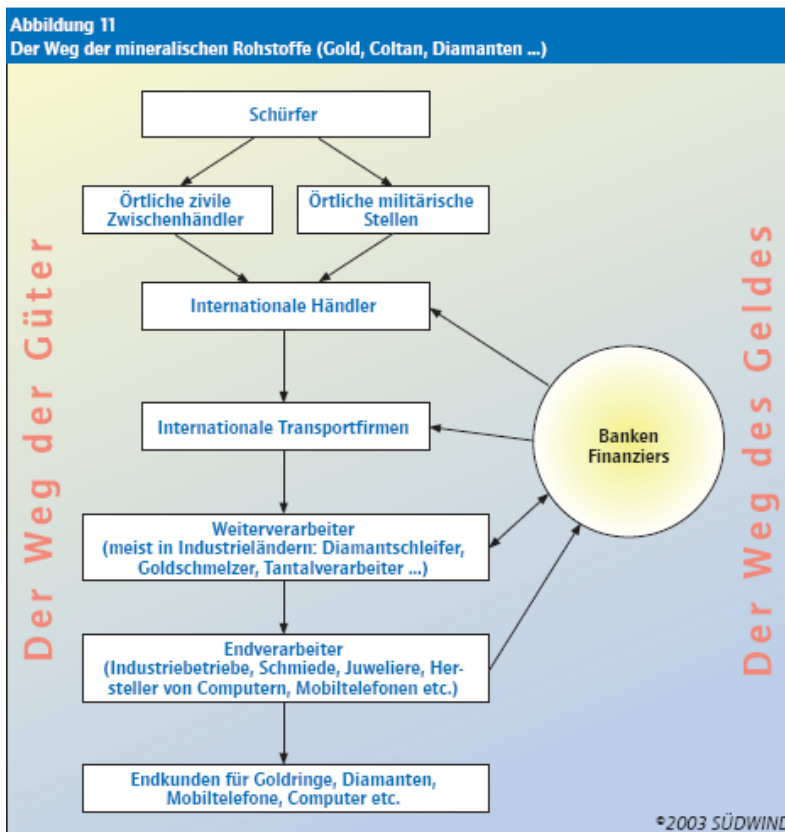 Abbildung 11
Der Weg der mineralischen Rohstoffe (Gold, Coltan, Diamanten ...)
Schürfer
Örtliche zivile
Zwischenhändler
Örtliche militärische
Stellen
Internationale Händler
Internationale Transportfirmen
Banken
Finanziers
Weiterverarbeiter
(meist in Industrieländern: Diamantschleifer,
Goldschmelzer, Tantalverarbeiter ...)
Endverarbeiter
(Industriebetriebe, Schmiede, Juweliere, Her-
steller von Computern, Mobiltelefonen etc.)
Endkunden für Goldringe, Diamanten,
Mobiltelefone, Computer etc.
Der Weg der Güter
Der Weg des Geldes
©2003 SÜDWIND